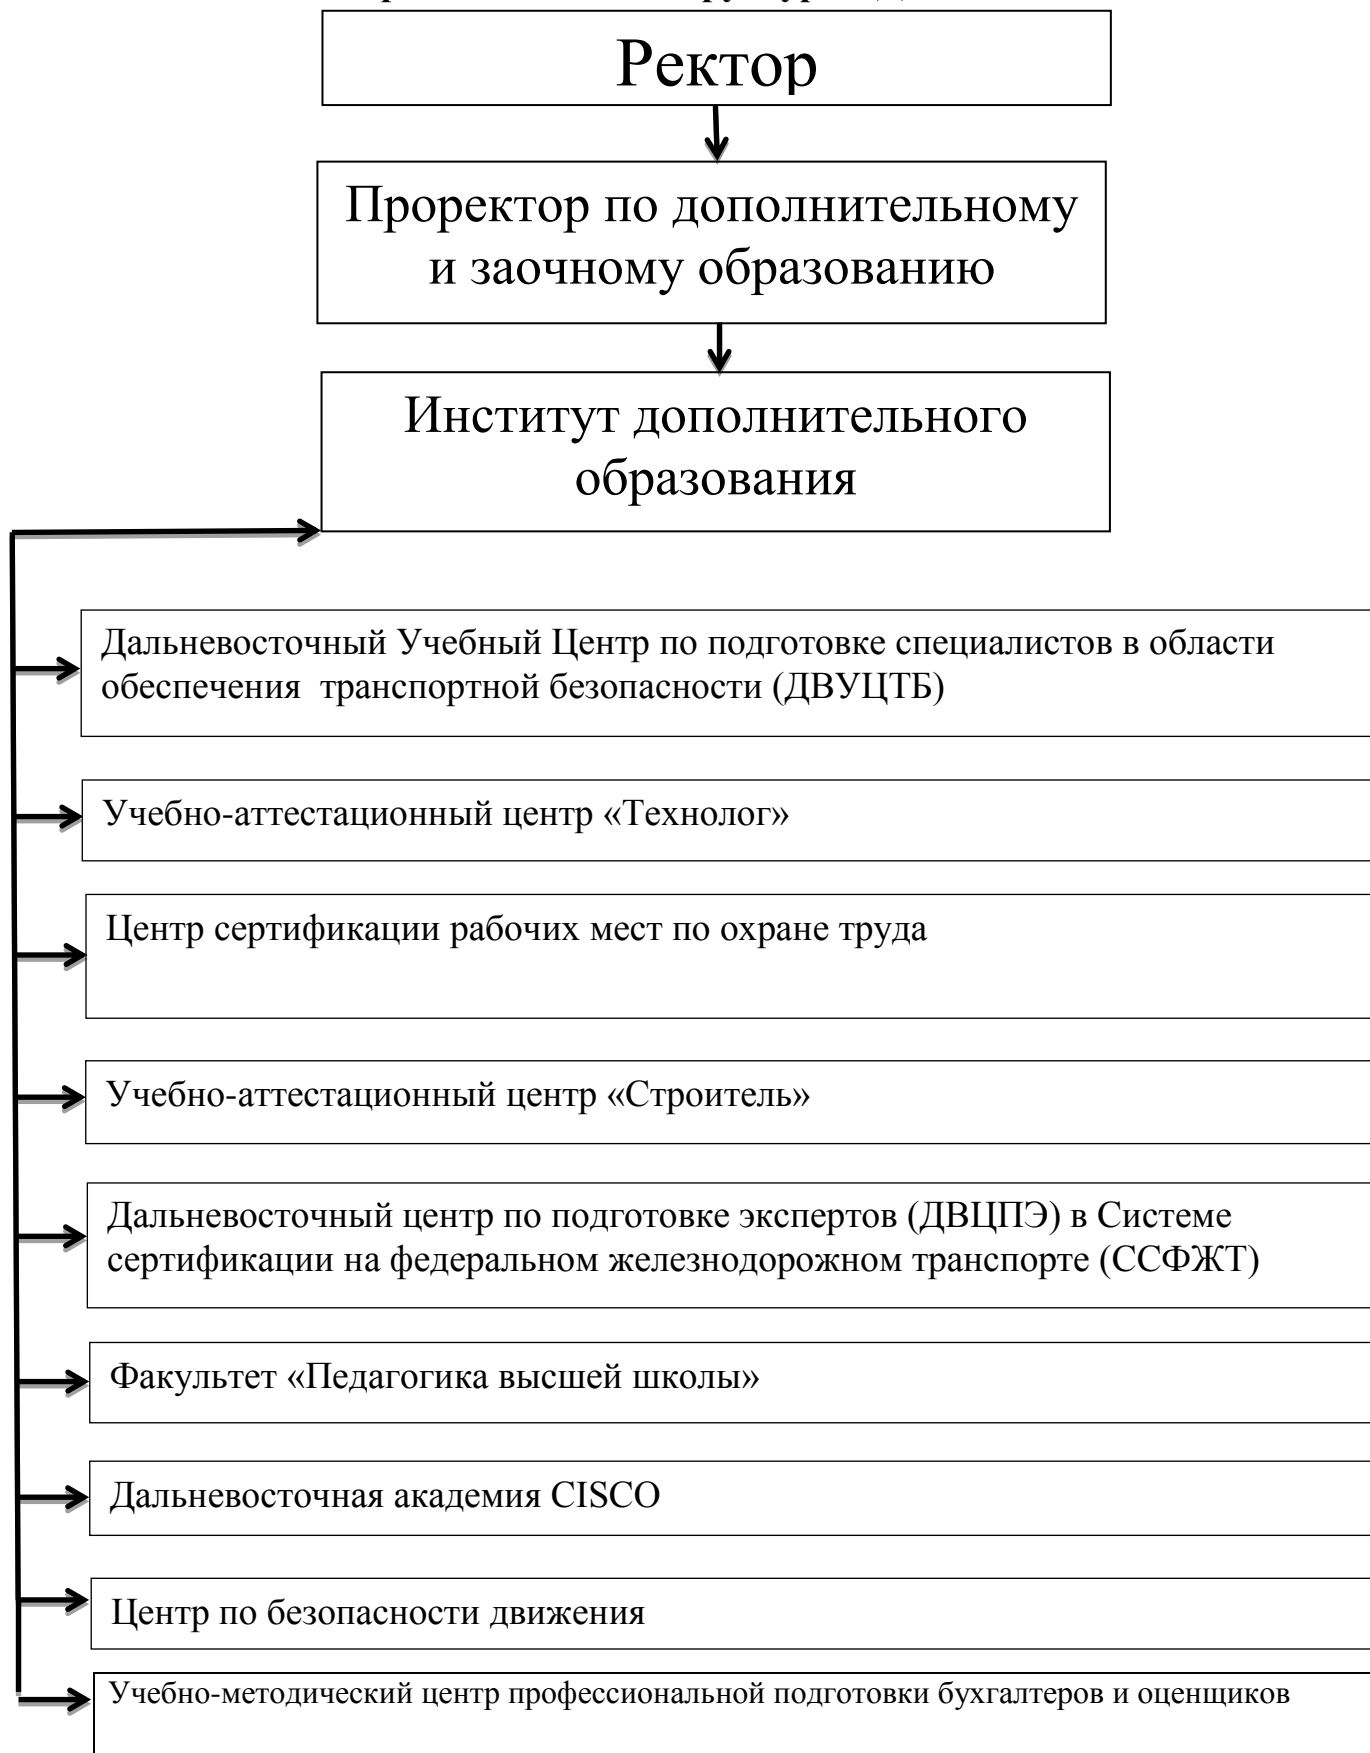 Ректор
Проректор по дополнительному
и заочному образованию
Институт дополнительного
образования
Дальневосточный Учебный Центр по подготовке специалистов в области
обеспечения транспортной безопасности (ДВУЦТБ)
Учебно-аттестационный центр «Технолог»
Центр сертификации рабочих мест по охране труда
Учебно-аттестационный центр «Строитель»
Дальневосточный центр по подготовке экспертов (ДВЦПЭ) в Системе
сертификации на федеральном железнодорожном транспорте (ССФЖТ)
Факультет «Педагогика высшей школы»
Дальневосточная академия CISCO
Центр по безопасности движения
Учебно-методический центр профессиональной подготовки бухгалтеров и оценщиков